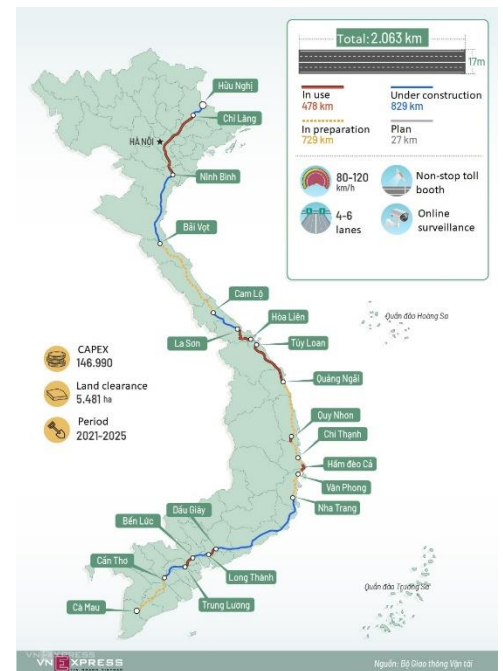 Total: 2.063 km
17m
In use
478 km
Under construction
829 km
In preparation
729 km
Plan
27 km
80-120
km/h
Non-stop toll
booth
4-6
lanes
Online
surveillance
Hữu Nghị
Chi Lăng
HÀ NỘI
Ninh Bình
Bãi Vọt
Cam Lộ
Hòa Liên
La Sơn
Túy Loan
Quần đảo Hoàng Sa
CAPEX
146.990
Land clearance
5.481 ha
Period
2021-2025
Quảng Ngãi
Quy Nhơn
Chí Thạnh
Hầm đèo Cả
Vân Phong
Nha Trang
Dầu Giây
Bến Lức
Cần Thơ
Long Thành
Trung Lương
Cà Mau
Quần đảo Trường Sa
VNEXPRESS
Nguồn: Bộ Giao thông Vận tải